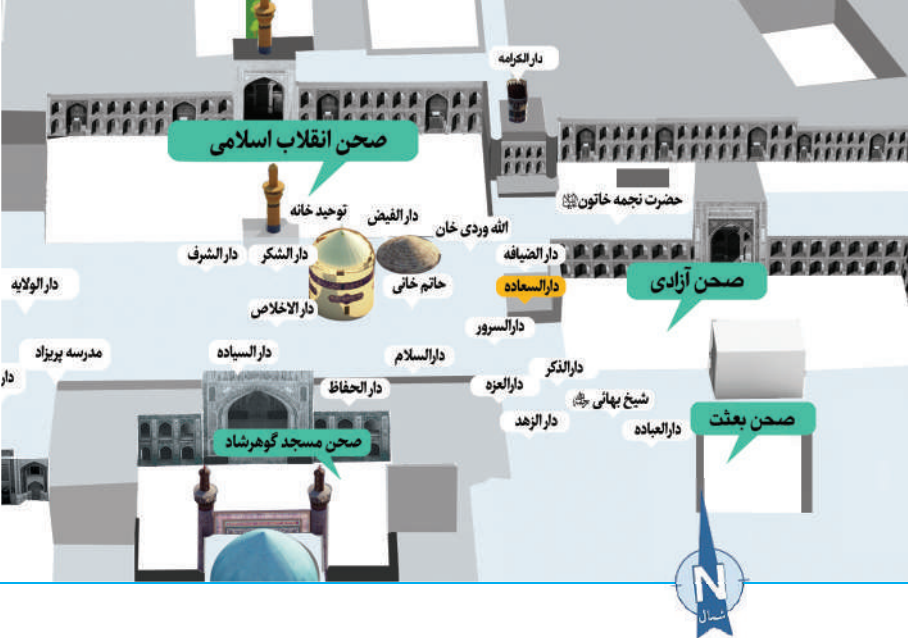 دارالکرامه
صحن انقلاب اسلامی
حضرت نجمه خاتون
توحید خانه
دارالفیض
الله وردی خان
دارالشرف
دارالشکر
دارالضیافه
دارالولایه
حاتم خانی
دارالسعاده
صحن آزادی
دارالاخلاص
دارالسرور
مدرسه پریزاد
دارالسیاده
دارالسلام
دارالذکر
دار
دارالحفاظ
دارالعزه
شیخ بهائی
صحن مسجد گوهرشاد
دارالزهد
دارالعباده
صحن بعثت
N
شمال